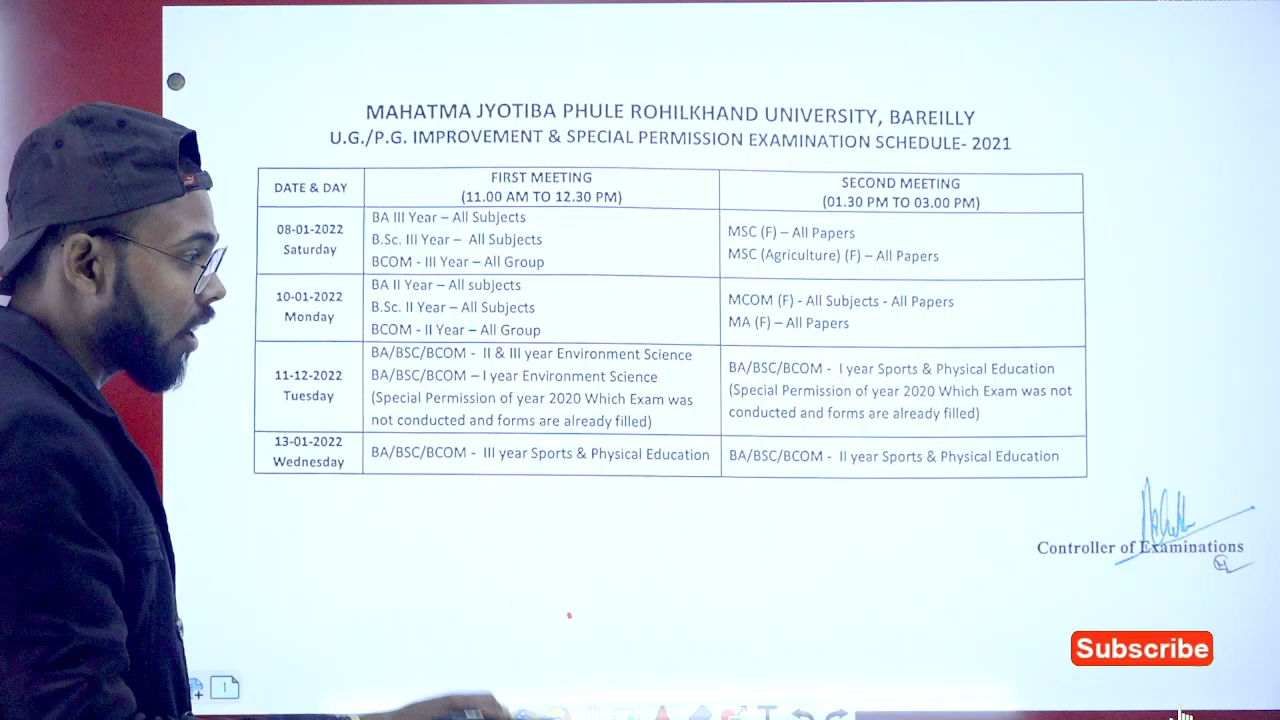 MAHATMA JYOTIBA PHULE ROHILKHAND UNIVERSITY, BAREILLY
U.G./P.G. IMPROVEMENT & SPECIAL PERMISSION EXAMINATION SCHEDULE- 2021
DATE & DAY
FIRST MEETING
(11.00 AM TO 12.30 PM)
SECOND MEETING
(01.30 PM TO 03.00 PM)
08-01-2022
Saturday
BA III Year – All Subjects
B.Sc. III Year – All Subjects
BCOM - III Year – All Group
MSC (F) – All Papers
MSC (Agriculture) (F) – All Papers
10-01-2022
Monday
BA II Year – All subjects
B.Sc. II Year – All Subjects
BCOM - II Year – All Group
MCOM (F) - All Subjects - All Papers
MA (F) – All Papers
11-12-2022
Tuesday
BA/BSC/BCOM - II & III year Environment Science
BA/BSC/BCOM – I year Environment Science
(Special Permission of year 2020 Which Exam was
not conducted and forms are already filled)
BA/BSC/BCOM - I year Sports & Physical Education
(Special Permission of year 2020 Which Exam was not
conducted and forms are already filled)
13-01-2022
Wednesday
BA/BSC/BCOM - III year Sports & Physical Education
BA/BSC/BCOM - II year Sports & Physical Education
Controller of Examinations
Subscribe
1